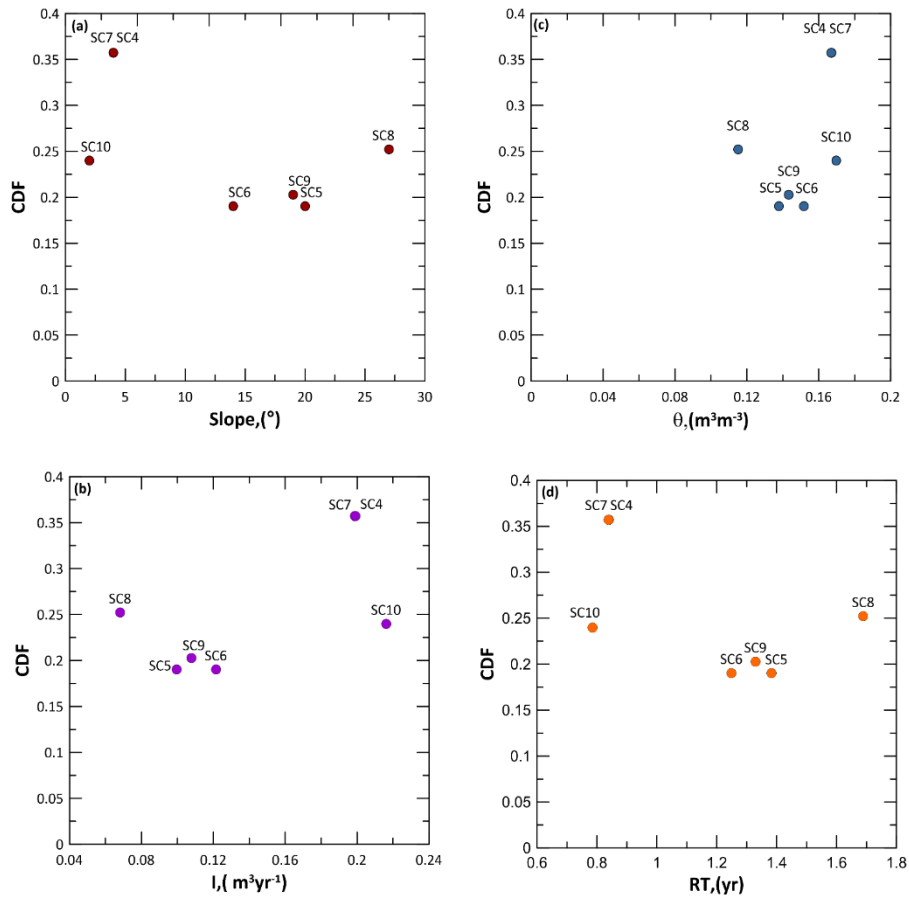 (a)
0.4
0.35
0.3
0.25
0.2
0.15
0.1
0.05
0
CDF
SC7 SC4
SC10
SC8
SC6
SC9
SC5
0 5 10 15 20 25 30
Slope,(°)
(c)
0.4
0.35
0.3
0.25
0.2
0.15
0.1
0.05
0
CDF
SC4 SC7
SC8
SC10
SC9
SC5 SC6
0 0.04 0.08 0.12 0.16 0.2
θ,(m³m⁻³)
(b)
0.4
0.35
0.3
0.25
0.2
0.15
0.1
0.05
0
CDF
SC7 SC4
SC8
SC10
SC9
SC5 SC6
0.04 0.08 0.12 0.16 0.2 0.24
I,( m³yr⁻¹)
(d)
0.4
0.35
0.3
0.25
0.2
0.15
0.1
0.05
0
CDF
SC7 SC4
SC10
SC8
SC9
SC6 SC5
0.6 0.8 1 1.2 1.4 1.6 1.8
RT,(yr)